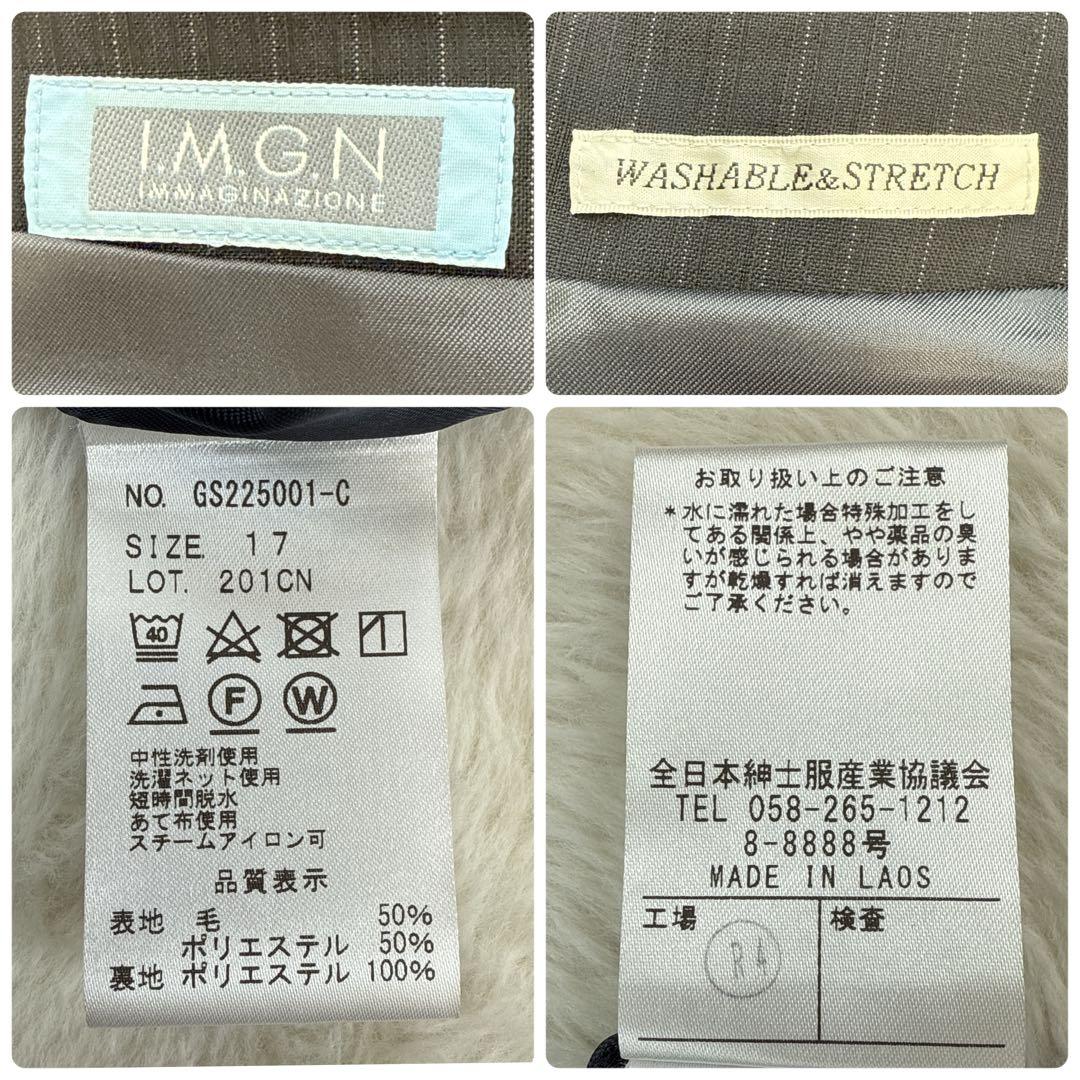 I.M.G.N
IMMAGINAZIONE
WASHABLE&STRETCH
NO. GS225001-C
SIZE 17
LOT. 201CN
40
F W
中性洗剤使用
洗濯ネット使用
短時間脱水
あて布使用
スチームアイロン可
品質表示
表地 毛 50%
ポリエステル 50%
裏地 ポリエステル 100%
お取り扱い上のご注意
*水に濡れた場合特殊加工をし
てある関係上、やや薬品の臭
いが感じられる場合がありま
すが乾燥すれば消えますので
ご了承ください。
全日本紳士服産業協議会
TEL 058-265-1212
8-8888号
MADE IN LAOS
工場 検査
R4